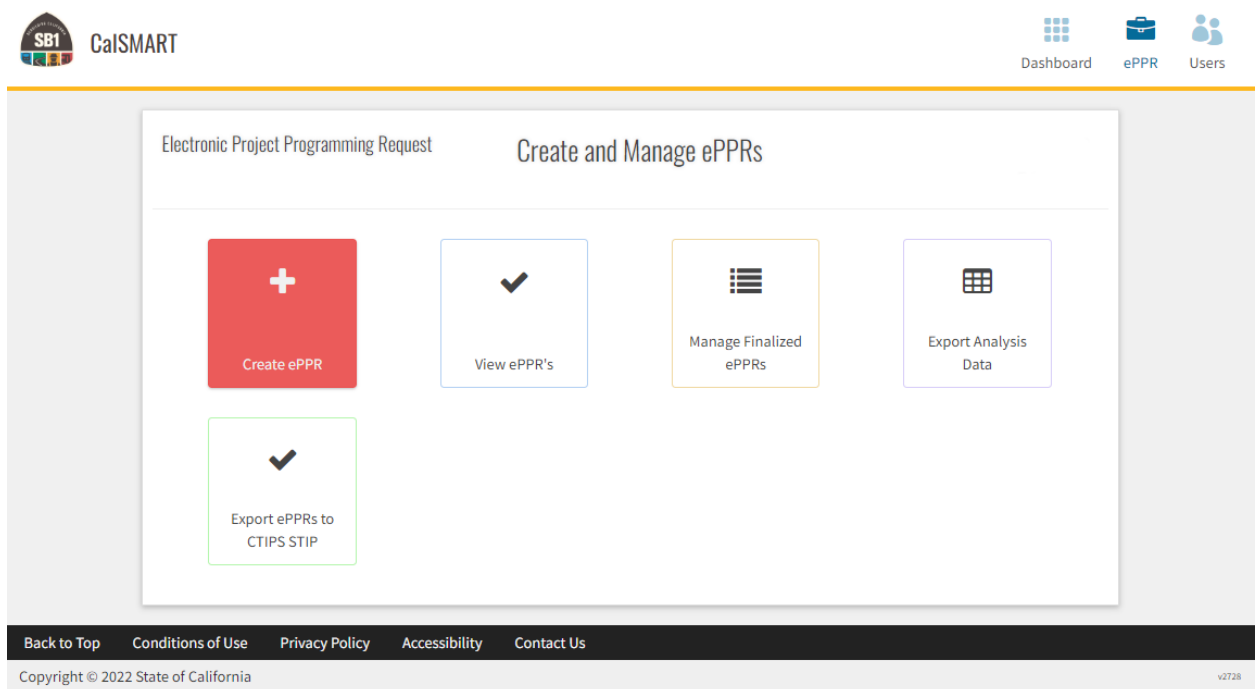 SB1
CalSMART
Dashboard
ePPR
Users
Electronic Project Programming Request
Create and Manage ePPRs
Create ePPR
View ePPR's
Manage Finalized
ePPRs
Export Analysis
Data
Export ePPRs to
CTIPS STIP
Back to Top
Conditions of Use
Privacy Policy
Accessibility
Contact Us
Copyright © 2022 State of California
v2728